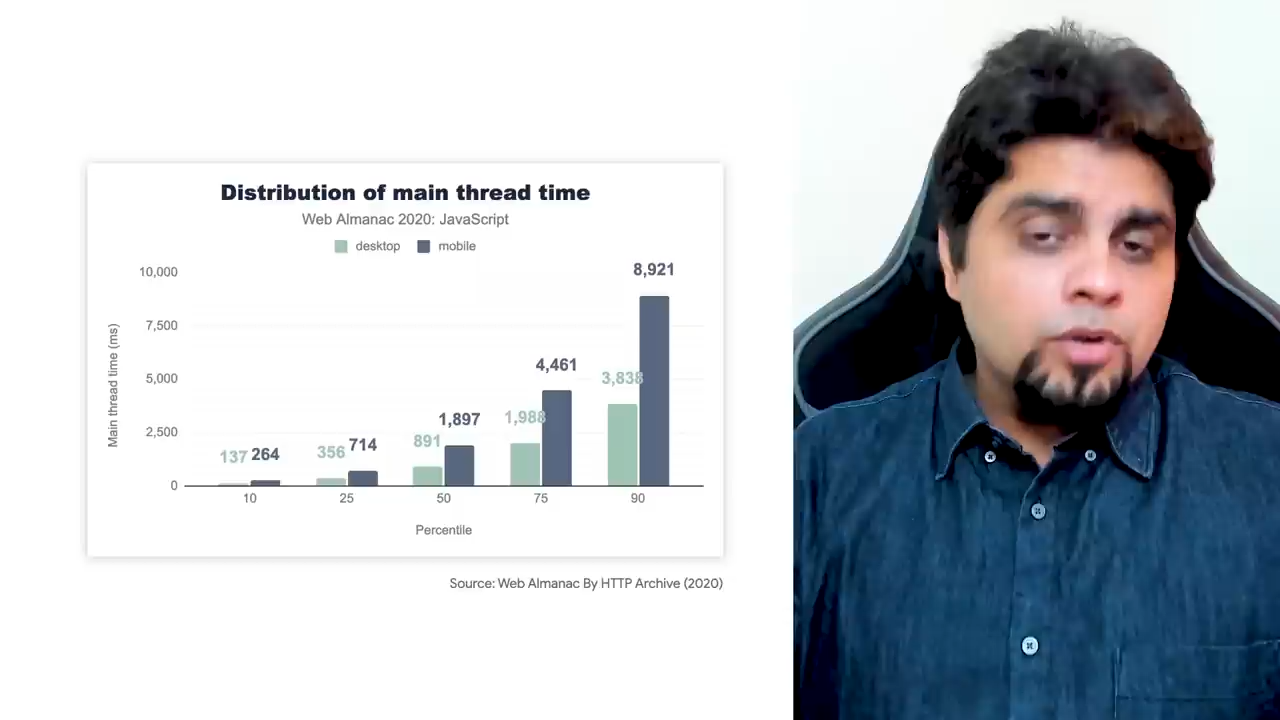 Distribution of main thread time
Web Almanac 2020: JavaScript
desktop mobile
Main thread time (ms)
10,000
7,500
5,000
2,500
0
137 264
356 714
891 1,897
1,988 4,461
3,838 8,921
10 25 50 75 90
Percentile
Source: Web Almanac By HTTP Archive (2020)